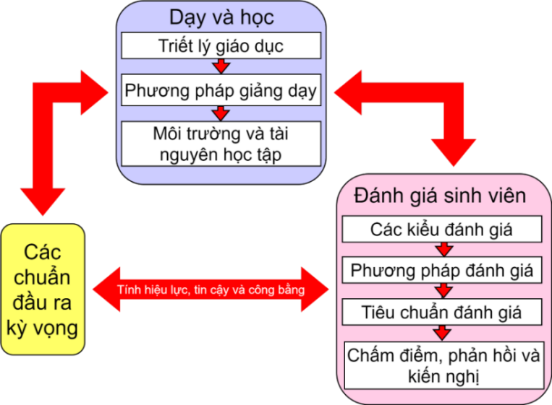 Dạy và học
Triết lý giáo dục
Phương pháp giảng dạy
Môi trường và tài
nguyên học tập
Đánh giá sinh viên
Các kiểu đánh giá
Phương pháp đánh giá
Tiêu chuẩn đánh giá
Chấm điểm, phản hồi và
kiến nghị
Các
chuẩn
đầu ra
kỳ vọng
Tính hiệu lực, tin cậy và công bằng